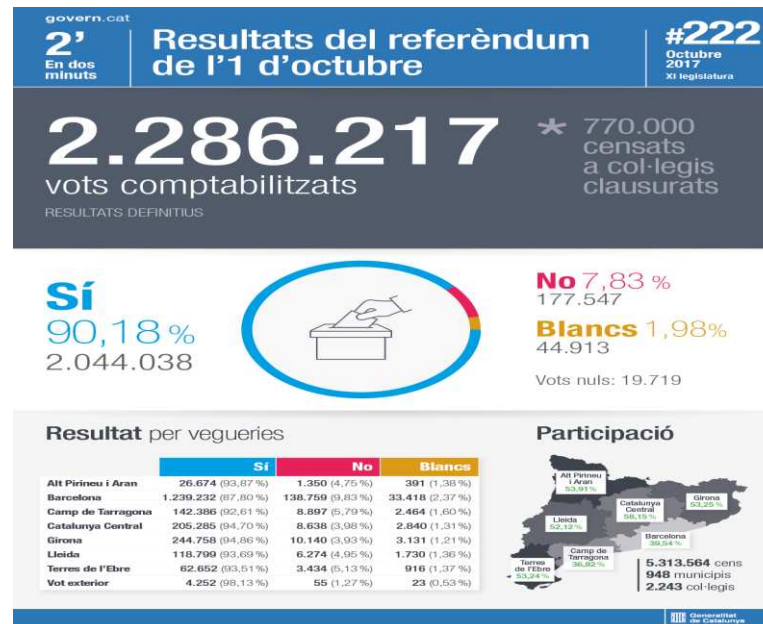 govern.cat
2’
En dos
minuts
Resultats del referèndum
de l’1 d’octubre
#222
Octubre
2017
XI legislatura
2.286.217
vots comptabilitzats
RESULTATS DEFINITIUS
* 770.000
censats
a col·legis
clausurats
Sí
90,18 %
2.044.038
No 7,83 %
177.547
Blancs 1,98%
44.913
Vots nuls: 19.719
Resultat per vegueries
Sí No Blancs
Alt Pirineu i Aran 26.674 (93,87 %) 1.350 (4,75 %) 391 (1,38 %)
Barcelona 1.239.232 (87,80 %) 138.759 (9,83 %) 33.418 (2,37 %)
Camp de Tarragona 142.386 (92,61 %) 8.897 (5,79 %) 2.464 (1,60 %)
Catalunya Central 205.285 (94,70 %) 8.638 (3,98 %) 2.840 (1,31 %)
Girona 244.758 (94,86 %) 10.140 (3,93 %) 3.131 (1,21 %)
Lleida 118.799 (93,69 %) 6.274 (4,95 %) 1.730 (1,36 %)
Terres de l’Ebre 62.652 (93,51 %) 3.434 (5,13 %) 916 (1,37 %)
Vot exterior 4.252 (98,13 %) 55 (1,27 %) 23 (0,53 %)
Participació
Alt Pirineu
i Aran
53,91%
Catalunya
Central
56,15%
Girona
53,25%
Lleida
52,12%
Barcelona
39,54%
Camp de
Tarragona
36,82%
Terres
de l’Ebre
53,24%
5.313.564 cens
948 municipis
2.243 col·legis
Generalitat
de Catalunya